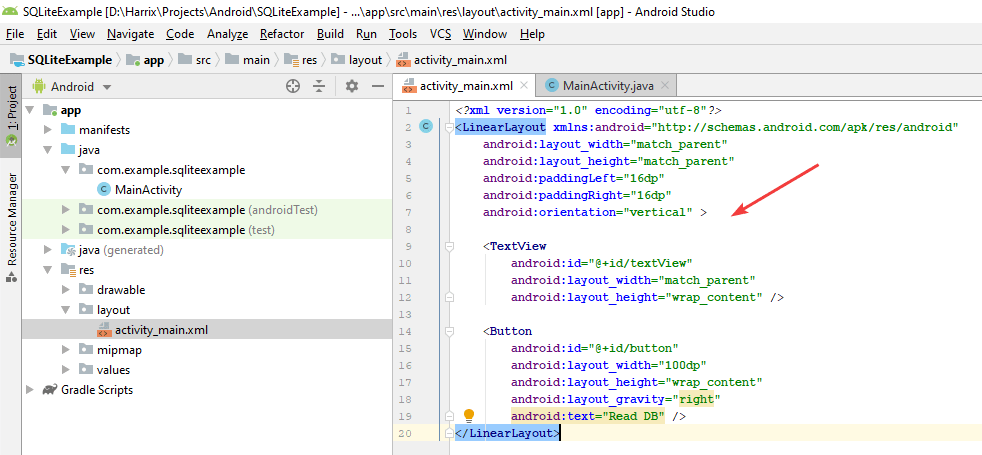 SQLiteExample [D:\Harrix\Projects\Android\SQLiteExample] - ...\app\src\main\res\layout\activity_main.xml [app] - Android Studio
File Edit View Navigate Code Analyze Refactor Build Run Tools VCS Window Help
SQLiteExample app src main res layout activity_main.xml
1: Project
Resource Manager
Android
app
manifests
java
com.example.sqliteexample
MainActivity
com.example.sqliteexample (androidTest)
com.example.sqliteexample (test)
java (generated)
res
drawable
layout
activity_main.xml
mipmap
values
Gradle Scripts
activity_main.xml MainActivity.java
1 <?xml version="1.0" encoding="utf-8"?>
2 <LinearLayout xmlns:android="http://schemas.android.com/apk/res/android"
3 android:layout_width="match_parent"
4 android:layout_height="match_parent"
5 android:paddingLeft="16dp"
6 android:paddingRight="16dp"
7 android:orientation="vertical" >
8
9 <TextView
10 android:id="@+id/textView"
11 android:layout_width="match_parent"
12 android:layout_height="wrap_content" />
13
14 <Button
15 android:id="@+id/button"
16 android:layout_width="100dp"
17 android:layout_height="wrap_content"
18 android:layout_gravity="right"
19 android:text="Read DB" />
20 </LinearLayout>